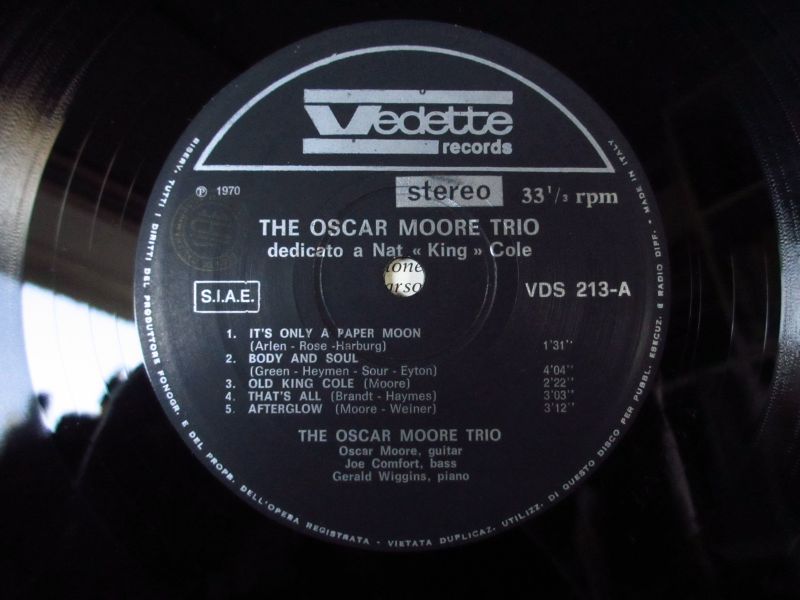 Vedette
records
℗ 1970
stereo
33 1/3 rpm
THE OSCAR MOORE TRIO
dedicato a Nat « King » Cole
S.I.A.E.
VDS 213-A
1. IT'S ONLY A PAPER MOON
(Arlen - Rose -Harburg) 1'31''
2. BODY AND SOUL
(Green - Heymen - Sour - Eyton) 4'04''
3. OLD KING COLE (Moore) 2'22''
4. THAT'S ALL (Brandt - Haymes) 3'03''
5. AFTERGLOW (Moore - Weiner) 3'12''
THE OSCAR MOORE TRIO
Oscar Moore, guitar
Joe Comfort, bass
Gerald Wiggins, piano
RISERV. TUTTI I DIRITTI DEL PRODUTTORE FONOGR. E DEL PROPR. DELL'OPERA REGISTRATA - VIETATA DUPLICAZ. UTILIZZ. DI QUESTO DISCO PER PUBBL. ESECUZ. E RADIO DIFF. - MADE IN ITALY